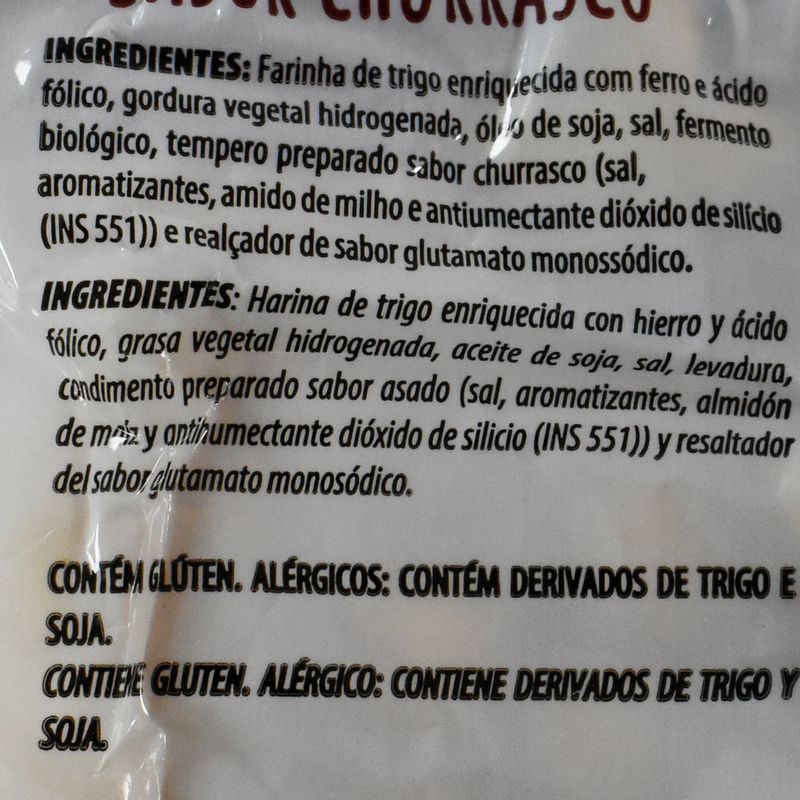 SABOR CHURRASCO
INGREDIENTES: Farinha de trigo enriquecida com ferro e ácido
fólico, gordura vegetal hidrogenada, óleo de soja, sal, fermento
biológico, tempero preparado sabor churrasco (sal,
aromatizantes, amido de milho e antiumectante dióxido de silício
(INS 551)) e realçador de sabor glutamato monossódico.
INGREDIENTES: Harina de trigo enriquecida con hierro y ácido
fólico, grasa vegetal hidrogenada, aceite de soja, sal, levadura,
condimento preparado sabor asado (sal, aromatizantes, almidón
de maiz y antihumectante dióxido de silicio (INS 551)) y resaltador
del sabor glutamato monosódico.
CONTÉM GLÚTEN. ALÉRGICOS: CONTÉM DERIVADOS DE TRIGO E
SOJA.
CONTIENE GLUTEN. ALÉRGICO: CONTIENE DERIVADOS DE TRIGO Y
SOJA.